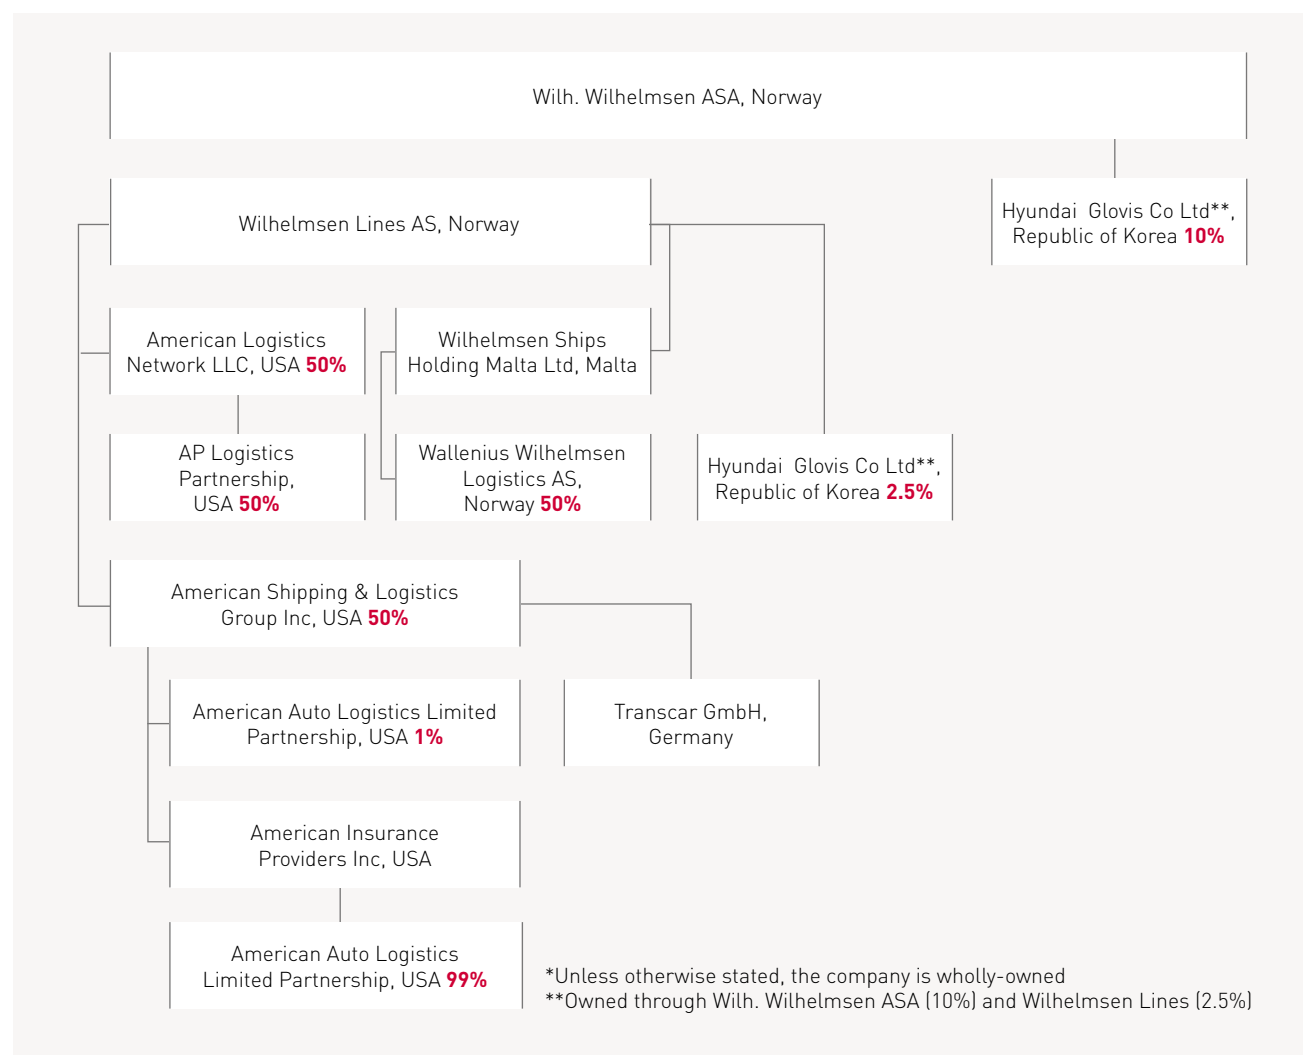 Wilh. Wilhelmsen ASA, Norway
Wilhelmsen Lines AS, Norway
Hyundai Glovis Co Ltd**,
Republic of Korea 10%
American Logistics
Network LLC, USA 50%
Wilhelmsen Ships
Holding Malta Ltd, Malta
AP Logistics
Partnership,
USA 50%
Wallenius Wilhelmsen
Logistics AS,
Norway 50%
Hyundai Glovis Co Ltd**,
Republic of Korea 2.5%
American Shipping & Logistics
Group Inc, USA 50%
American Auto Logistics Limited
Partnership, USA 1%
Transcar GmbH,
Germany
American Insurance
Providers Inc, USA
American Auto Logistics
Limited Partnership, USA 99%
*Unless otherwise stated, the company is wholly-owned
**Owned through Wilh. Wilhelmsen ASA (10%) and Wilhelmsen Lines (2.5%)